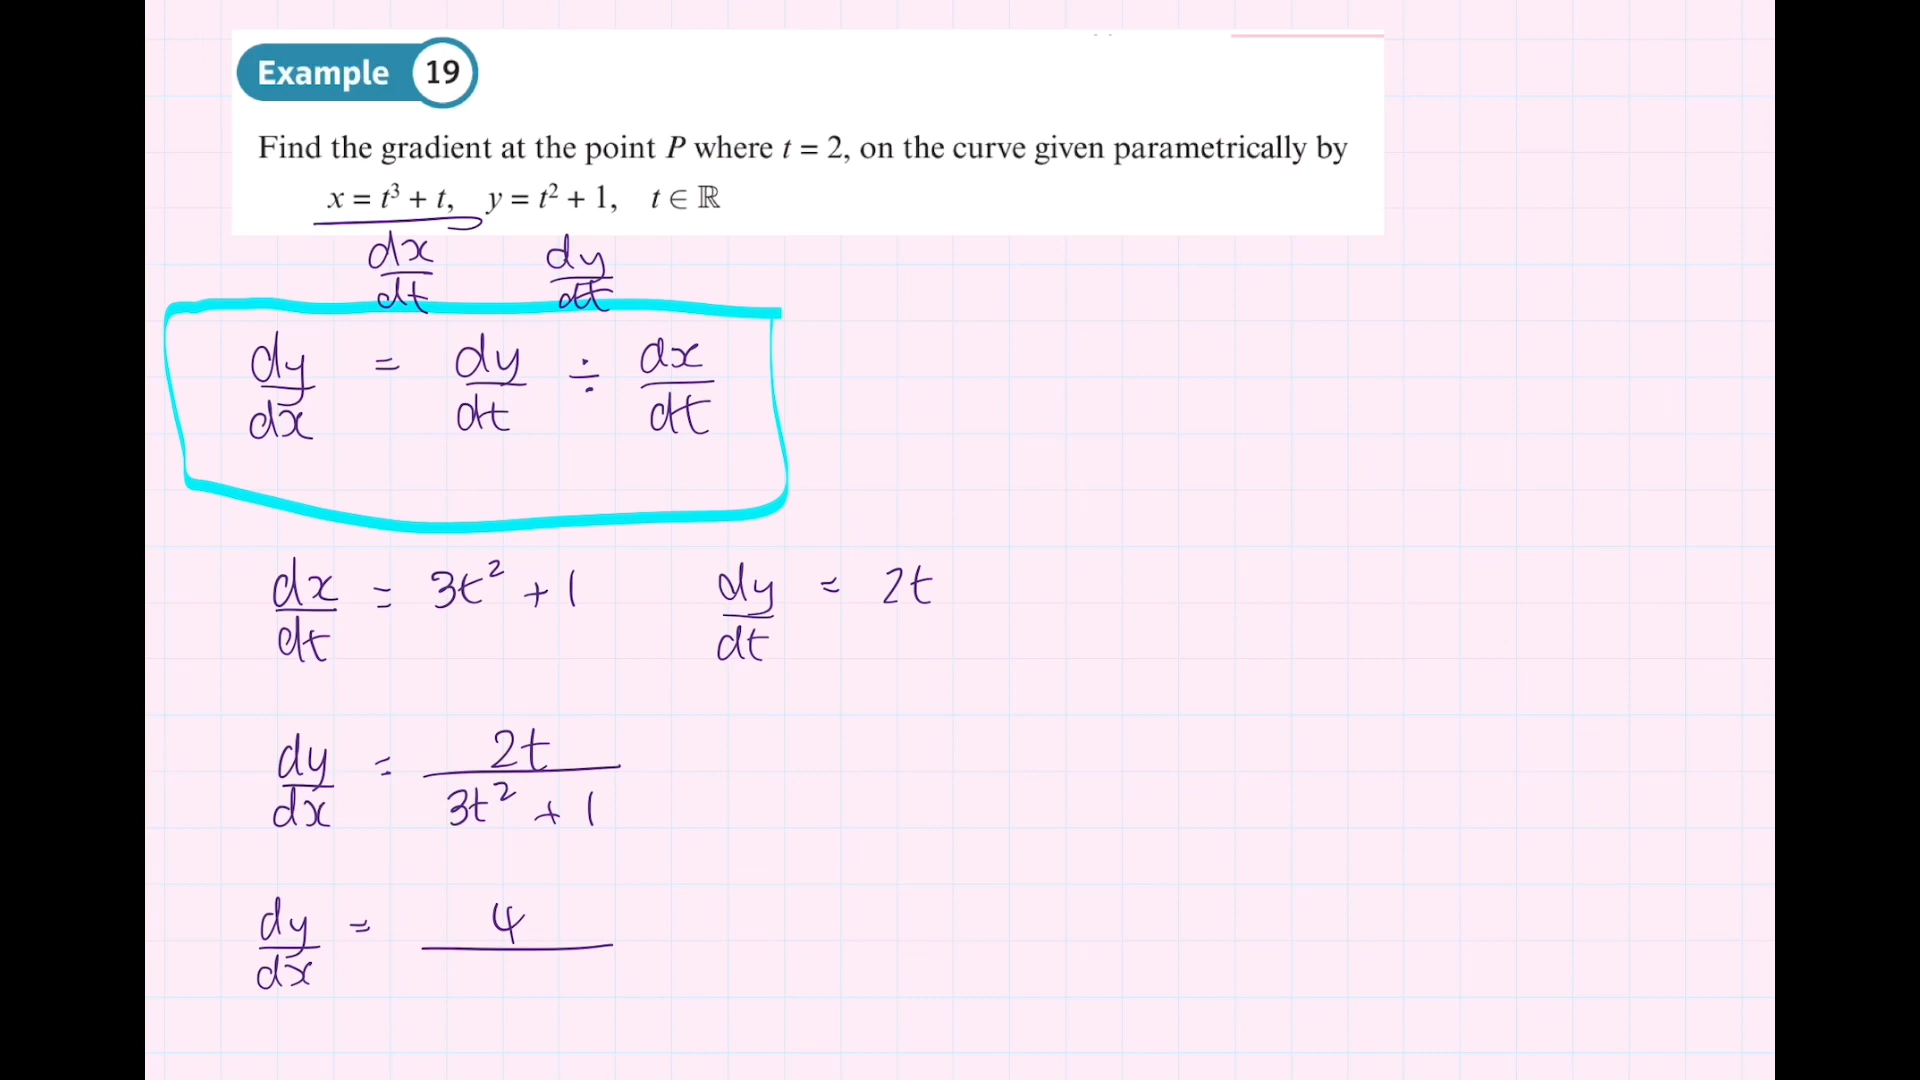 Example 19
Find the gradient at the point P where t = 2, on the curve given parametrically by
x = t³ + t, y = t² + 1, t ∈ ℝ
dx/dt dy/dt
dy/dx = dy/dt ÷ dx/dt
dx/dt = 3t² + 1 dy/dt = 2t
dy/dx = 2t/(3t² + 1)
dy/dx = 4/